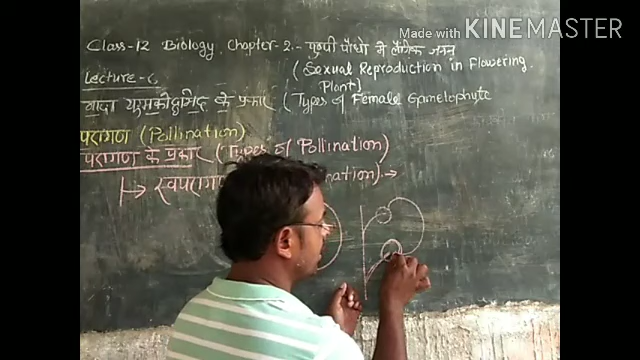 Made with KINEMASTER
Class-12 Biology Chapter-2.- पुष्पी पौधों में लैंगिक जनन
(Sexual Reproduction in Flowering
Plant)
Lecture-6
मादा युग्मकोद्भिद के प्रकार (Types of Female Gametophyte
परागण (Pollination)
परागण के प्रकार (Types of Pollination)
स्वपरागण nation)→